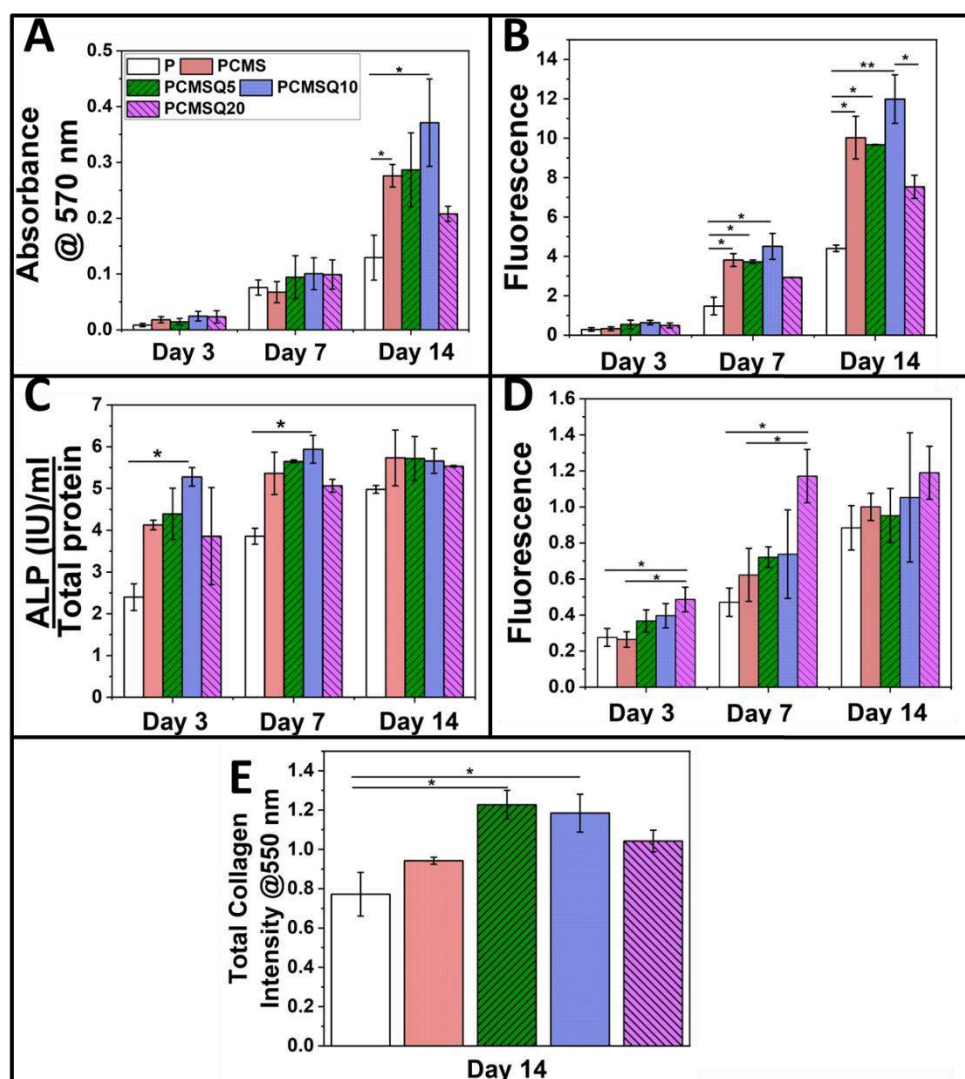 A
Absorbance
@ 570 nm
0.5
0.4
0.3
0.2
0.1
0.0
P PCMS
PCMSQ5 PCMSQ10
PCMSQ20
*
*
Day 3 Day 7 Day 14
B
Fluorescence
14
12
10
8
6
4
2
0
*
*
*
**
*
*
*
Day 3 Day 7 Day 14
C
ALP (IU)/ml
Total protein
7
6
5
4
3
2
1
0
*
*
Day 3 Day 7 Day 14
D
Fluorescence
1.6
1.4
1.2
1.0
0.8
0.6
0.4
0.2
0.0
*
*
*
*
Day 3 Day 7 Day 14
E
Total Collagen
Intensity @550 nm
1.4
1.2
1.0
0.8
0.6
0.4
0.2
0.0
*
*
Day 14